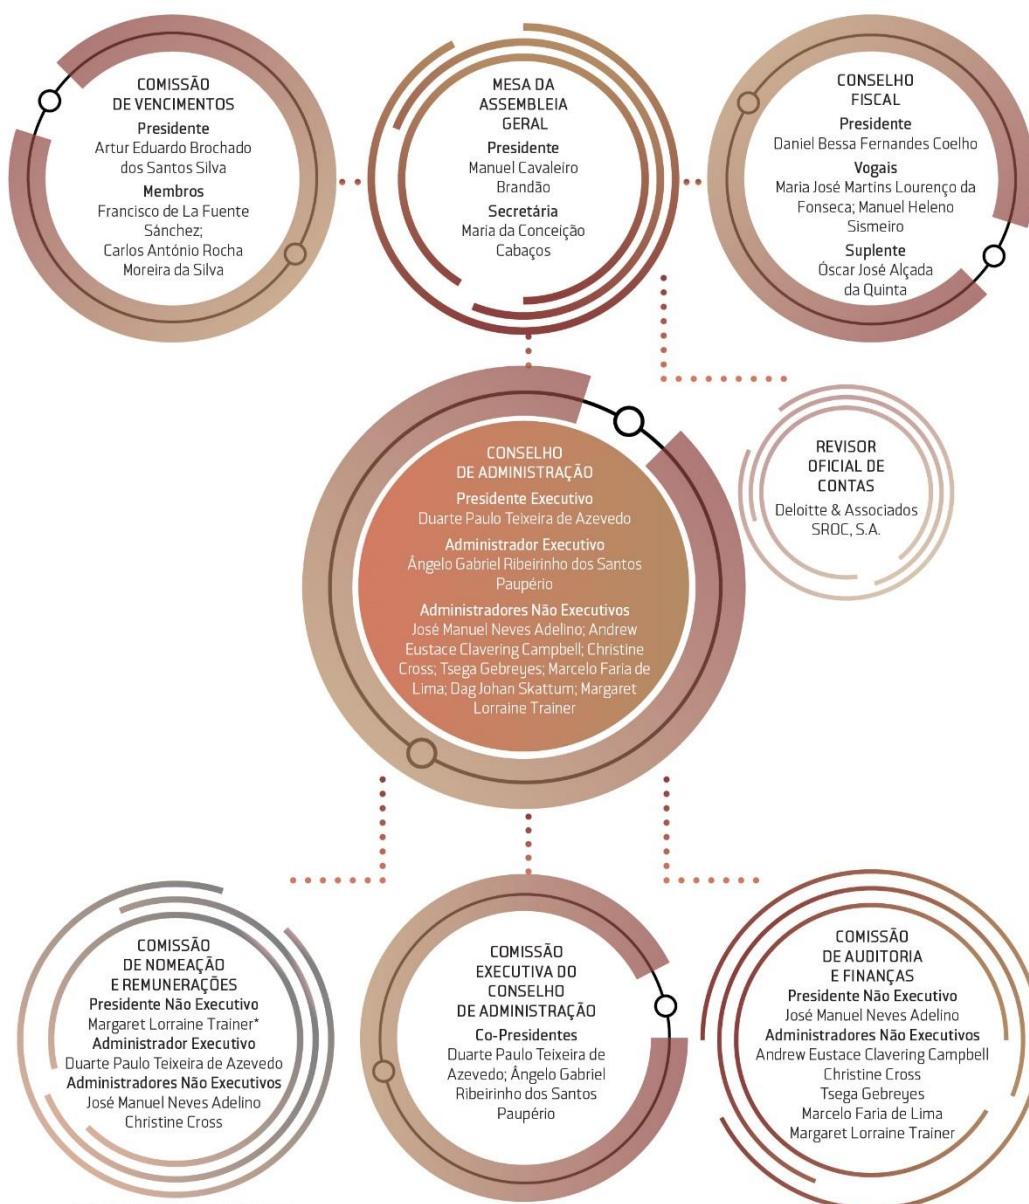 COMISSÃO
DE VENCIMENTOS
Presidente
Artur Eduardo Brochado
dos Santos Silva
Membros
Francisco de La Fuente
Sánchez;
Carlos António Rocha
Moreira da Silva
MESA DA
ASSEMBLEIA
GERAL
Presidente
Manuel Cavaleiro
Brandão
Secretária
Maria da Conceição
Cabaços
CONSELHO
FISCAL
Presidente
Daniel Bessa Fernandes Coelho
Vogais
Maria José Martins Lourenço da
Fonseca; Manuel Heleno
Sismeiro
Suplente
Óscar José Alçada
da Quinta
CONSELHO
DE ADMINISTRAÇÃO
Presidente Executivo
Duarte Paulo Teixeira de Azevedo
Administrador Executivo
Ângelo Gabriel Ribeirinho dos Santos
Paupério
Administradores Não Executivos
José Manuel Neves Adelino; Andrew
Eustace Clavering Campbell; Christine
Cross; Tsega Gebreyes; Marcelo Faria de
Lima; Dag Johan Skattum; Margaret
Lorraine Trainer
REVISOR
OFICIAL DE
CONTAS
Deloitte & Associados
SROC, S.A.
COMISSÃO
DE NOMEAÇÃO
E REMUNERAÇÕES
Presidente Não Executivo
Margaret Lorraine Trainer*
Administrador Executivo
Duarte Paulo Teixeira de Azevedo
Administradores Não Executivos
José Manuel Neves Adelino
Christine Cross
COMISSÃO
EXECUTIVA DO
CONSELHO
DE ADMINISTRAÇÃO
Co-Presidentes
Duarte Paulo Teixeira de
Azevedo; Ângelo Gabriel
Ribeirinho dos Santos
Paupério
COMISSÃO
DE AUDITORIA
E FINANÇAS
Presidente Não Executivo
José Manuel Neves Adelino
Administradores Não Executivos
Andrew Eustace Clavering Campbell
Christine Cross
Tsega Gebreyes
Marcelo Faria de Lima
Margaret Lorraine Trainer